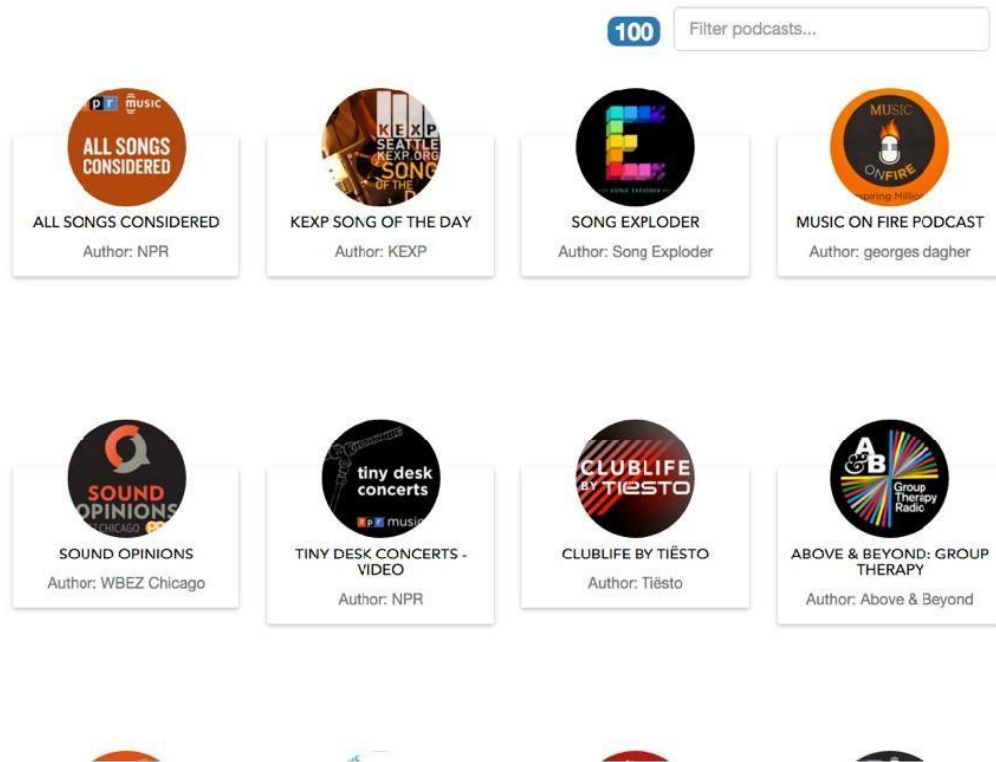 100 Filter podcasts...
npr music
ALL SONGS
CONSIDERED
ALL SONGS CONSIDERED
Author: NPR
KEXP
SEATTLE
KEXP.ORG
SONG
OF THE
KEXP SONG OF THE DAY
Author: KEXP
SONG EXPLODER
SONG EXPLODER
Author: Song Exploder
MUSIC
ONFIRE
MUSIC ON FIRE PODCAST
Author: georges dagher
SOUND
OPINIONS
CHICAGO
SOUND OPINIONS
Author: WBEZ Chicago
tiny desk
concerts
npr music
TINY DESK CONCERTS -
VIDEO
Author: NPR
CLUBLIFE
BY TIËSTO
CLUBLIFE BY TIËSTO
Author: Tiësto
A
&B
Group
Therapy
Radio
ABOVE & BEYOND: GROUP
THERAPY
Author: Above & Beyond